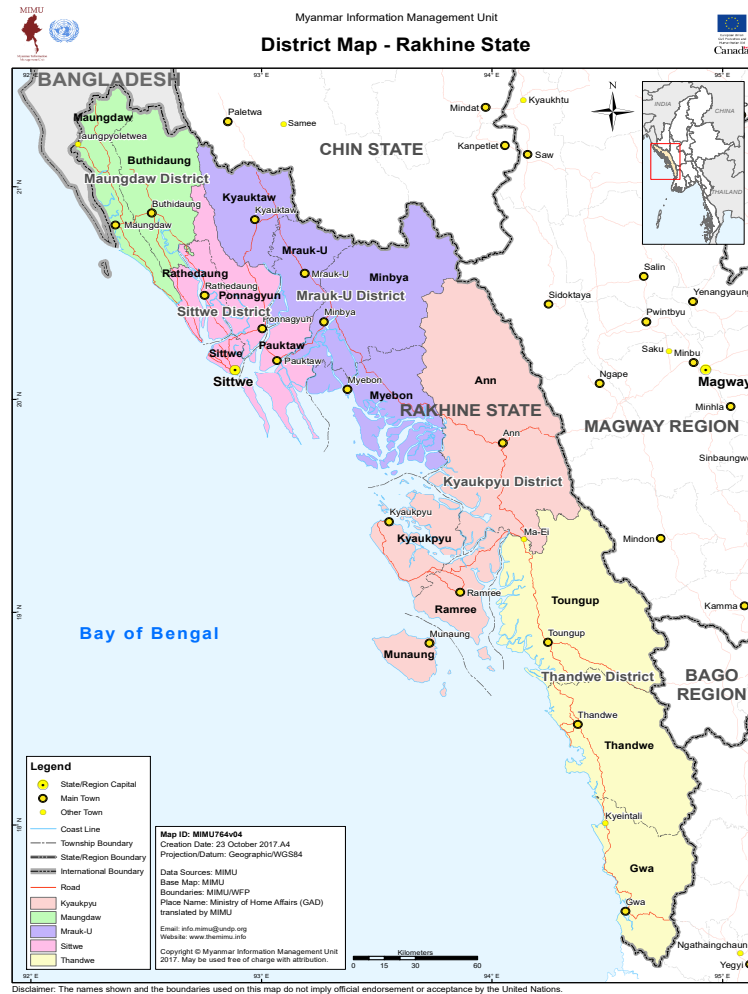 MIMU
Myanmar Information Management Unit
District Map - Rakhine State
Canada
92°E
93°E
94°E
95°E
BANGLADESH
Maungdaw
Taungpyoletwea
Buthidaung
Maungdaw District
Buthidaung
Maungdaw
Paletwa
Samee
CHIN STATE
Mindat
Kyaukhtu
Kanpetlet
Saw
N
INDIA
CHINA
THAILAND
21°N
Kyauktaw
Kyauktaw
Mrauk-U
Mrauk-U
Minbya
Mrauk-U District
Minbya
Rathedaung
Rathedaung
Ponnagyun
Sittwe District
Ponnagyun
Pauktaw
Pauktaw
Sittwe
Sittwe
Myebon
Myebon
Salin
Sidoktaya
Yenangyaung
Pwintbyu
Saku
Minbu
Ngape
Magway
Minhla
20°N
Ann
RAKHINE STATE
Ann
MAGWAY REGION
Sinbaungwe
Kyaukpyu District
Kyaukpyu
Kyaukpyu
Ma-Ei
Mindon
Ramree
Ramree
Kamma
19°N
Munaung
Munaung
Bay of Bengal
Toungup
Toungup
Thandwe District
BAGO
REGION
Thandwe
Thandwe
Kyeintali
18°N
Gwa
Gwa
Ngathaingchaun
Yegyi
Legend
State/Region Capital
Main Town
Other Town
Coast Line
Township Boundary
State/Region Boundary
International Boundary
Road
Kyaukpyu
Maungdaw
Mrauk-U
Sittwe
Thandwe
Map ID: MIMU764v04
Creation Date: 23 October 2017.A4
Projection/Datum: Geographic/WGS84
Data Sources: MIMU
Base Map: MIMU
Boundaries: MIMU/WFP
Place Name: Ministry of Home Affairs (GAD)
translated by MIMU
Email: info.mimu@undp.org
Website: www.themimu.info
Copyright © Myanmar Information Management Unit
2017. May be used free of charge with attribution.
Kilometers
0 15 30 60
92°E
93°E
94°E
95°E
Disclaimer: The names shown and the boundaries used on this map do not imply official endorsement or acceptance by the United Nations.